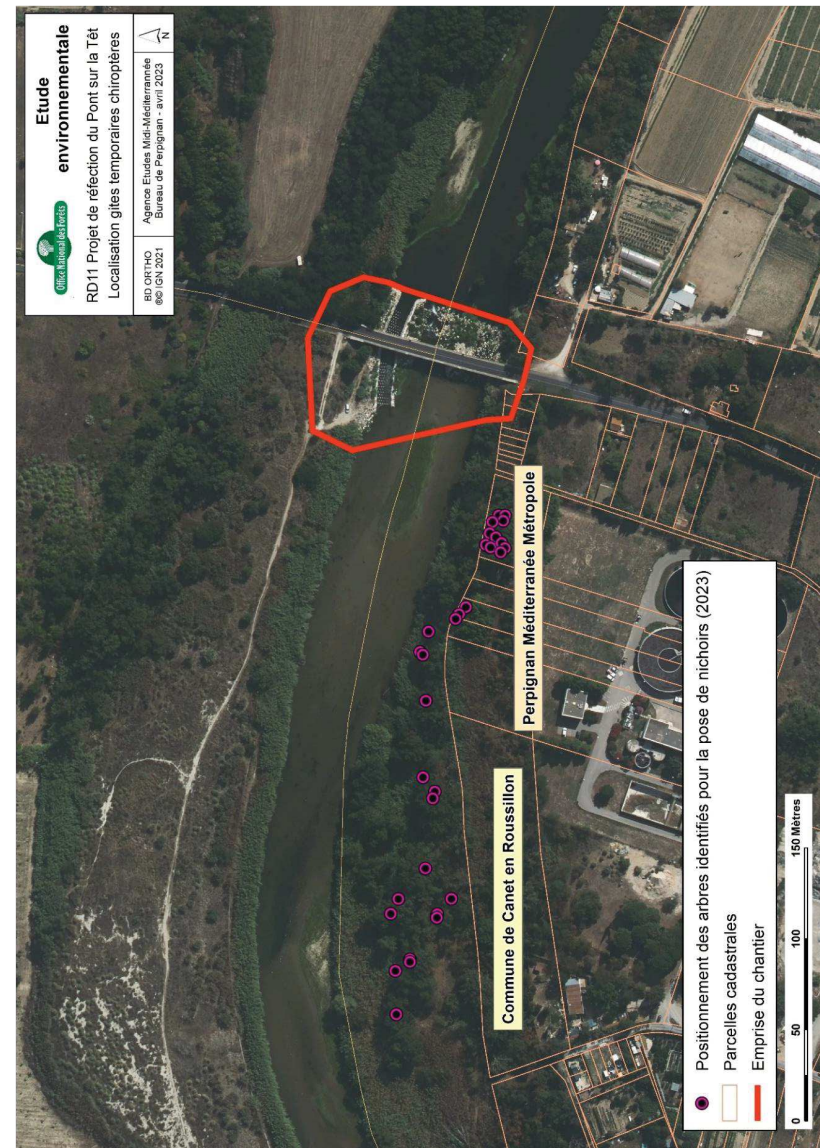 Office National des Forêts
Etude
environnementale
RD11 Projet de réfection du Pont sur la Têt
Localisation gites temporaires chiroptères
BD ORTHO
©© IGN 2021
Agence Etudes Midi-Méditerrannée
Bureau de Perpignan - avril 2023
N
Perpignan Méditerranée Métropole
Commune de Canet en Roussillon
Positionnement des arbres identifiés pour la pose de nichoirs (2023)
Parcelles cadastrales
Emprise du chantier
0 50 100 150 Mètres